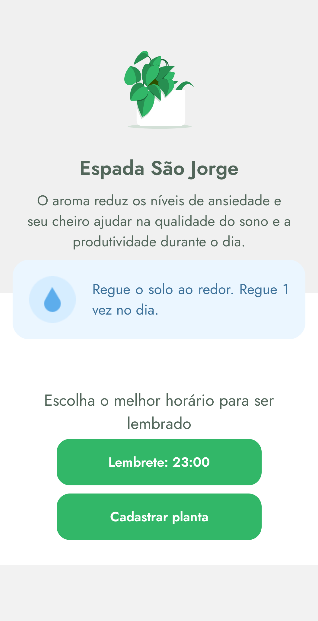 Espada São Jorge
O aroma reduz os níveis de ansiedade e
seu cheiro ajudar na qualidade do sono e a
produtividade durante o dia.
Regue o solo ao redor. Regue 1
vez no dia.
Escolha o melhor horário para ser
lembrado
Lembrete: 23:00
Cadastrar planta